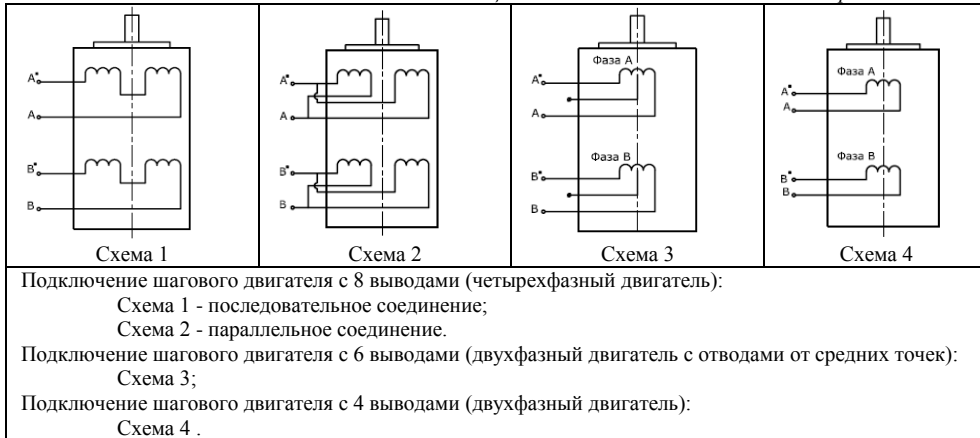 A*
A
B*
B
Схема 1
A*
A
B*
B
Схема 2
Фаза А
A*
A
Фаза В
B*
B
Схема 3
Фаза А
A*
A
Фаза В
B*
B
Схема 4
Подключение шагового двигателя с 8 выводами (четырехфазный двигатель):
Схема 1 - последовательное соединение;
Схема 2 - параллельное соединение.
Подключение шагового двигателя с 6 выводами (двухфазный двигатель с отводами от средних точек):
Схема 3;
Подключение шагового двигателя с 4 выводами (двухфазный двигатель):
Схема 4 .